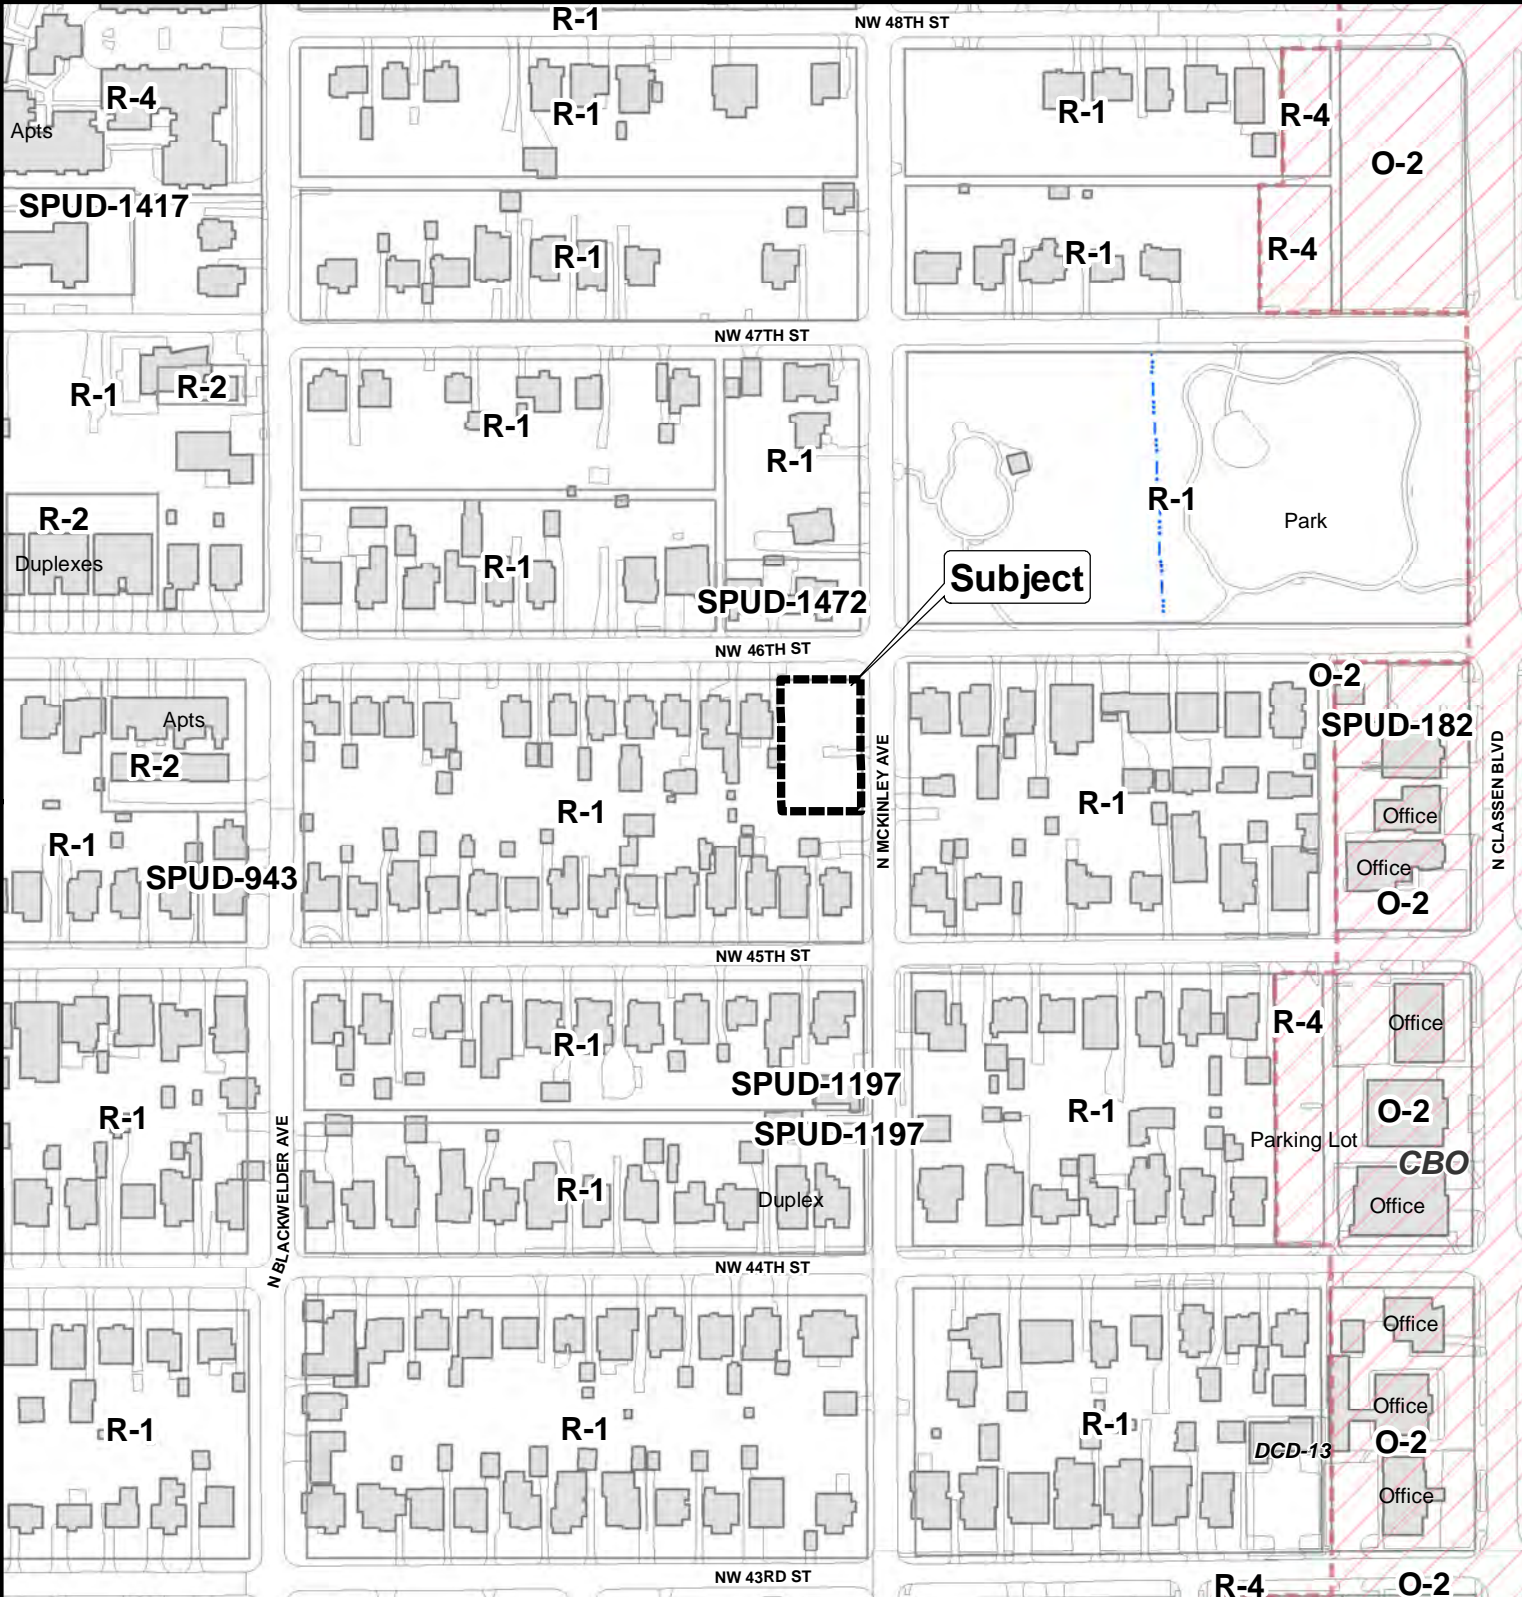 R-1
NW 48TH ST
R-4
R-1
R-1
R-4
Apts
O-2
SPUD-1417
R-1
R-1
R-4
NW 47TH ST
R-1
R-2
R-1
R-1
R-1
Park
R-2
Duplexes
R-1
Subject
SPUD-1472
NW 46TH ST
O-2
Apts
SPUD-182
R-2
N MCKINLEY AVE
N CLASSEN BLVD
R-1
R-1
Office
R-1
SPUD-943
Office
O-2
NW 45TH ST
R-4
Office
R-1
SPUD-1197
R-1
R-1
O-2
SPUD-1197
Parking Lot
CBO
N BLACKWELDER AVE
R-1
Duplex
Office
NW 44TH ST
Office
R-1
R-1
R-1
Office
DCD-13
O-2
Office
NW 43RD ST
R-4
O-2